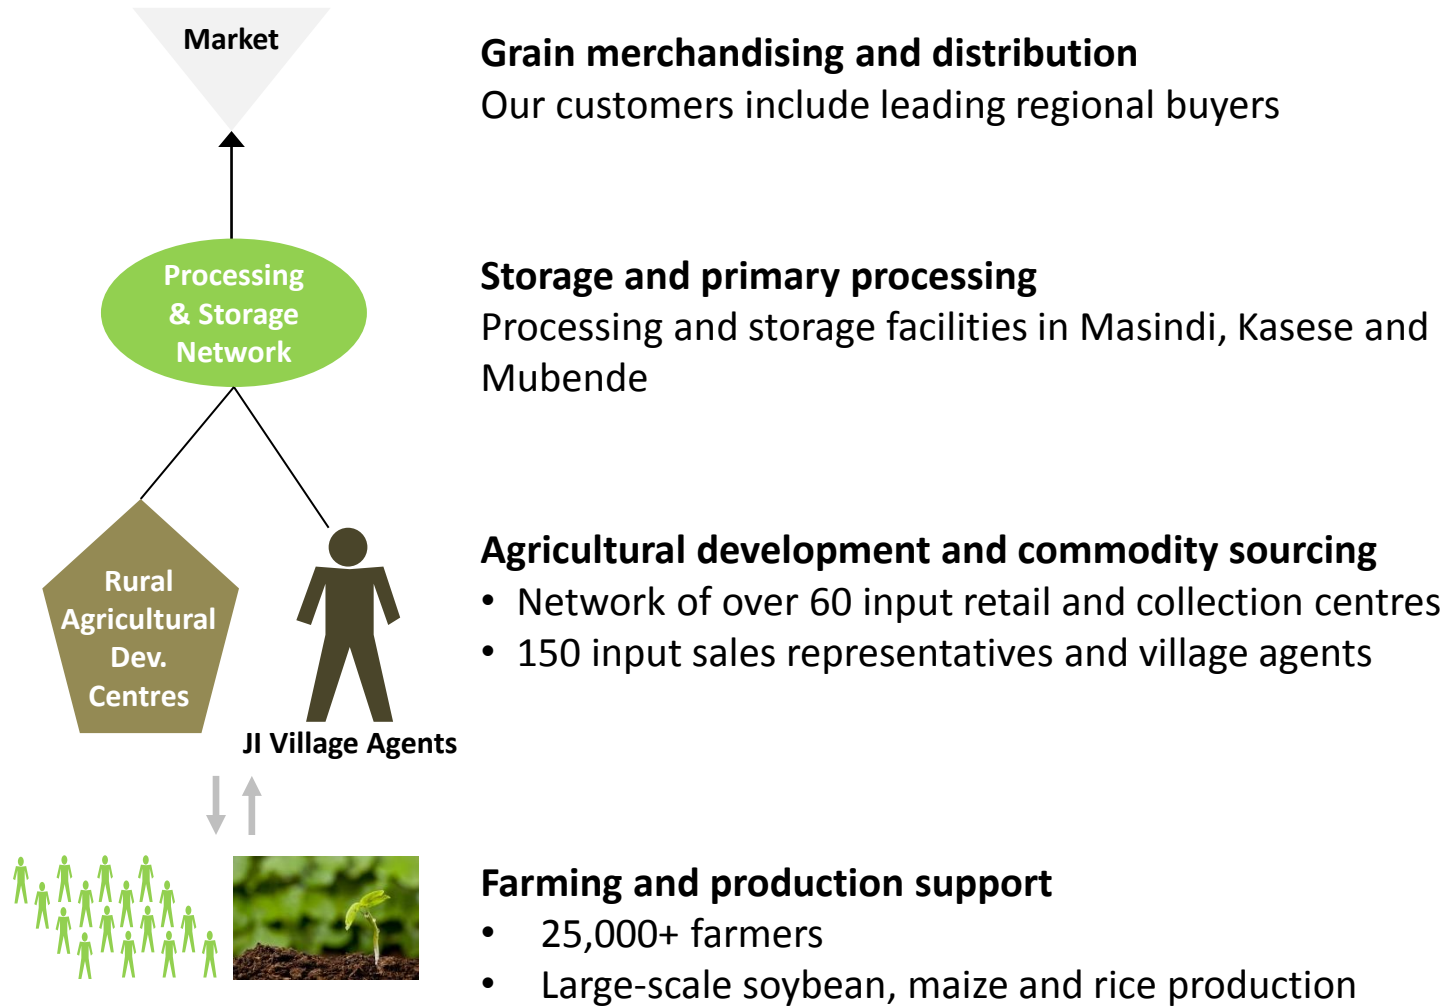 Market
Grain merchandising and distribution
Our customers include leading regional buyers
Processing
& Storage
Network
Storage and primary processing
Processing and storage facilities in Masindi, Kasese and
Mubende
Rural
Agricultural
Dev.
Centres
JI Village Agents
Agricultural development and commodity sourcing
• Network of over 60 input retail and collection centres
• 150 input sales representatives and village agents
Farming and production support
• 25,000+ farmers
• Large-scale soybean, maize and rice production